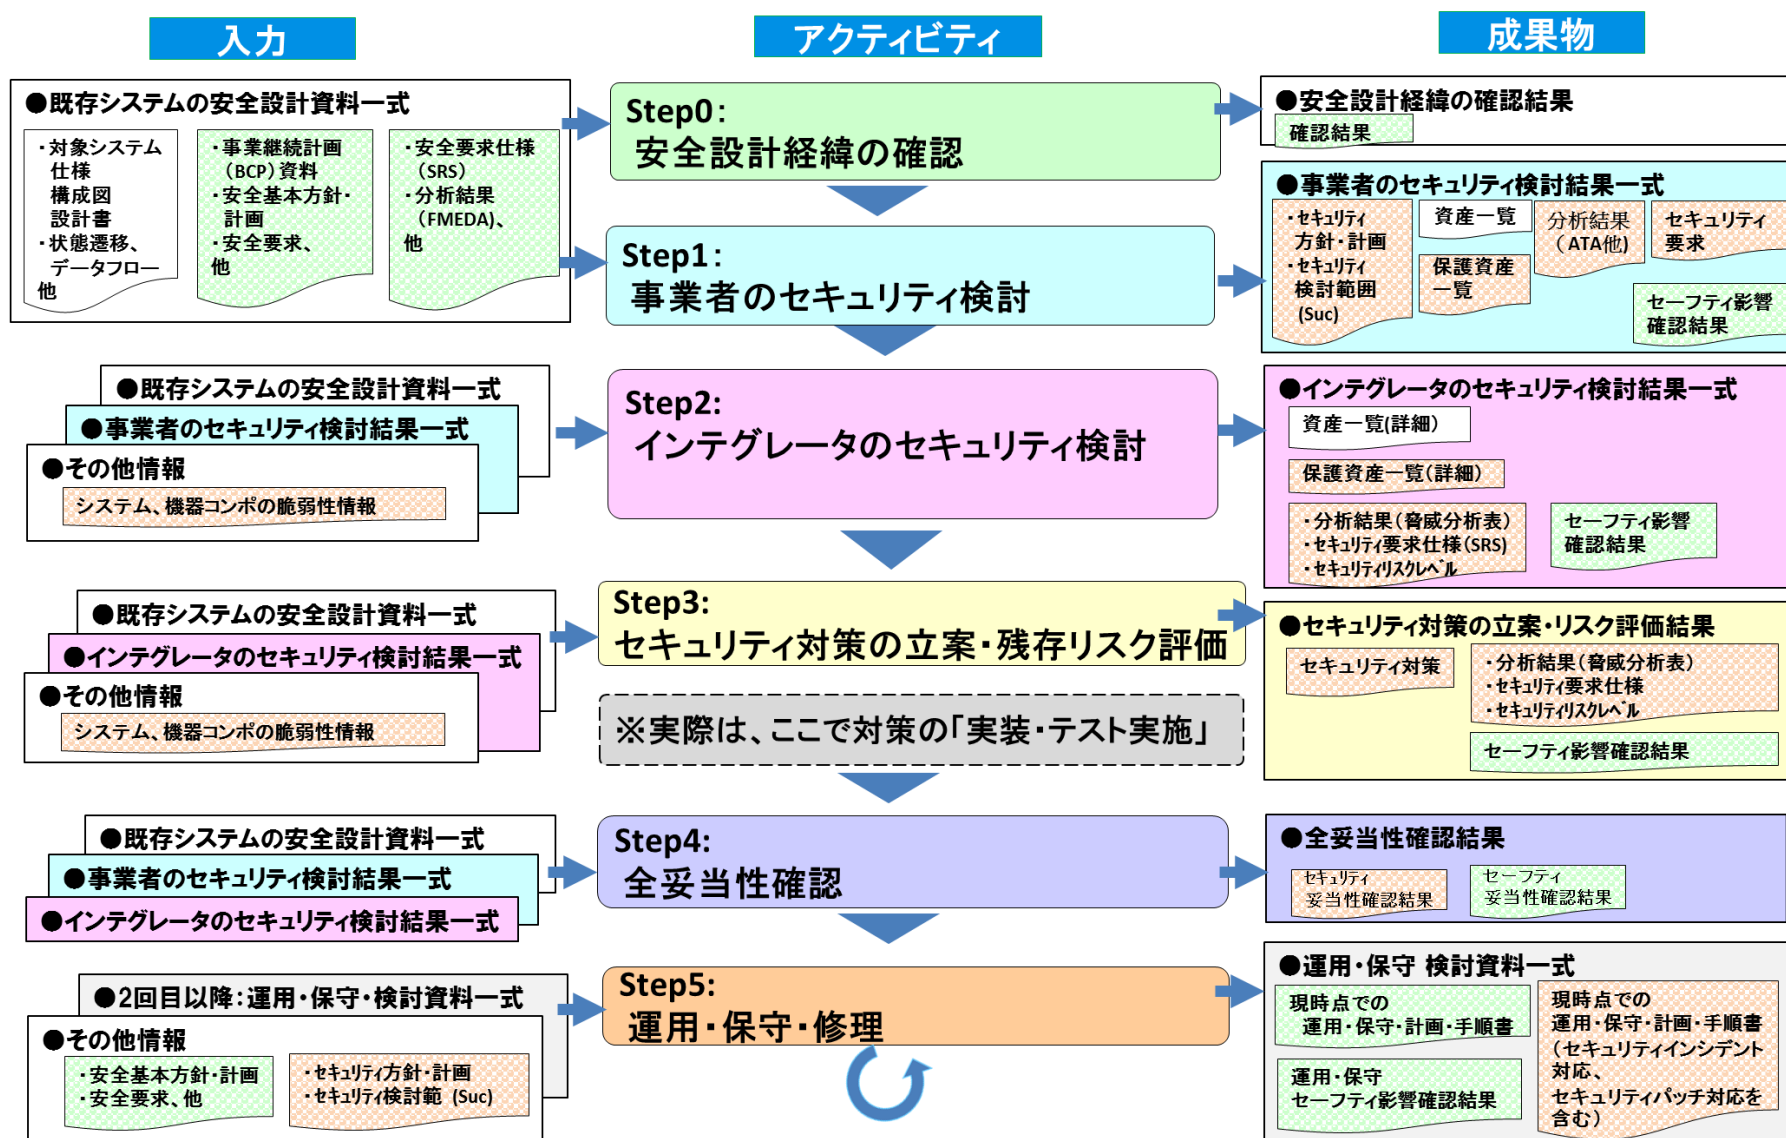 入力
アクティビティ
成果物
●既存システムの安全設計資料一式
・対象システム
仕様
構成図
設計書
・状態遷移、
データフロー
他
・事業継続計画
(BCP)資料
・安全基本方針・
計画
・安全要求、
他
・安全要求仕様
(SRS)
・分析結果
(FMEDA)、
他
Step0:
安全設計経緯の確認
●安全設計経緯の確認結果
確認結果
Step1:
事業者のセキュリティ検討
●事業者のセキュリティ検討結果一式
・セキュリティ
方針・計画
・セキュリティ
検討範囲
(Suc)
資産一覧
保護資産
一覧
分析結果
(ATA他)
セキュリティ
要求
セーフティ影響
確認結果
●既存システムの安全設計資料一式
●事業者のセキュリティ検討結果一式
●その他情報
システム、機器コンポの脆弱性情報
Step2:
インテグレータのセキュリティ検討
●インテグレータのセキュリティ検討結果一式
資産一覧(詳細)
保護資産一覧(詳細)
・分析結果(脅威分析表)
・セキュリティ要求仕様(SRS)
・セキュリティリスクレベル
セーフティ影響
確認結果
●既存システムの安全設計資料一式
●インテグレータのセキュリティ検討結果一式
●その他情報
システム、機器コンポの脆弱性情報
Step3:
セキュリティ対策の立案・残存リスク評価
※実際は、ここで対策の「実装・テスト実施」
●セキュリティ対策の立案・リスク評価結果
セキュリティ対策
・分析結果(脅威分析表)
・セキュリティ要求仕様
・セキュリティリスクレベル
セーフティ影響確認結果
●既存システムの安全設計資料一式
●事業者のセキュリティ検討結果一式
●インテグレータのセキュリティ検討結果一式
Step4:
全妥当性確認
●全妥当性確認結果
セキュリティ
妥当性確認結果
セーフティ
妥当性確認結果
●2回目以降:運用・保守・検討資料一式
●その他情報
・安全基本方針・計画
・安全要求、他
・セキュリティ方針・計画
・セキュリティ検討範 (Suc)
Step5:
運用・保守・修理
●運用・保守 検討資料一式
現時点での
運用・保守・計画・手順書
運用・保守
セーフティ影響確認結果
現時点での
運用・保守・計画・手順書
(セキュリティインシデント
対応、
セキュリティパッチ対応を
含む)